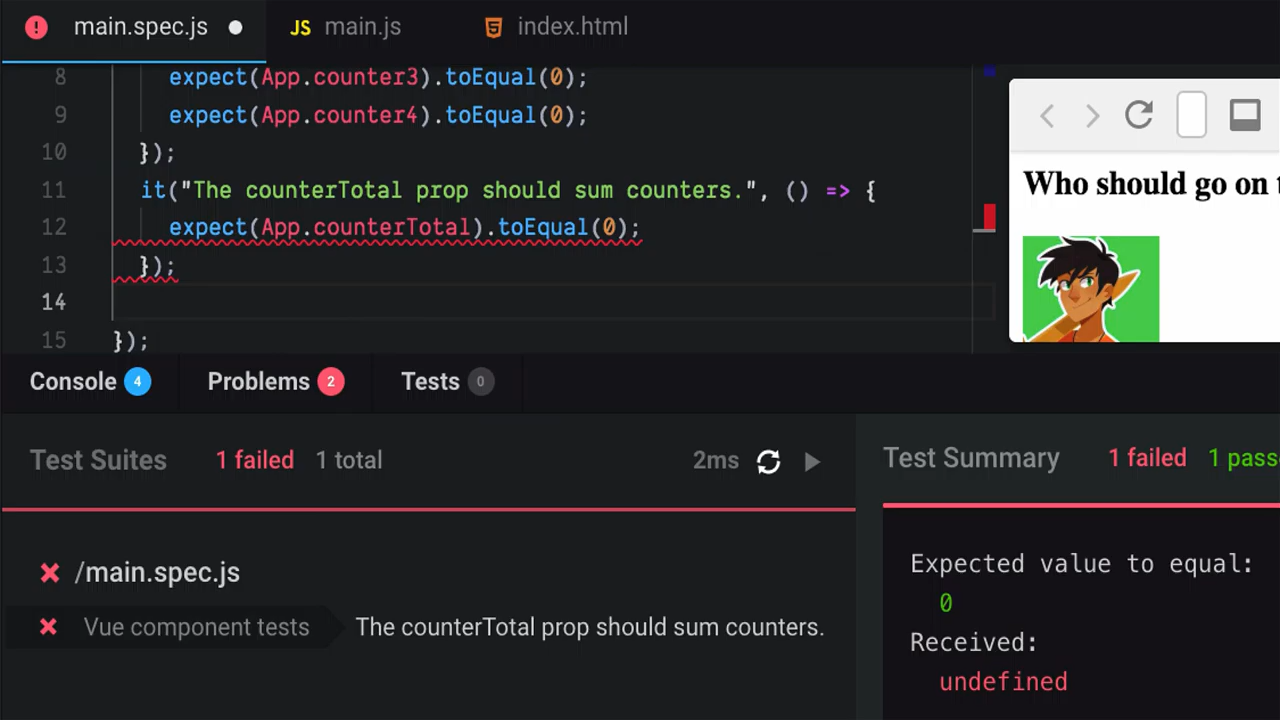 main.spec.js
JS main.js
index.html
8 expect(App.counter3).toEqual(0);
9 expect(App.counter4).toEqual(0);
10 });
11 it("The counterTotal prop should sum counters.", () => {
12 expect(App.counterTotal).toEqual(0);
13 });
14
15 });
Who should go on t
Console 4
Problems 2
Tests 0
Test Suites 1 failed 1 total 2ms
/main.spec.js
Vue component tests The counterTotal prop should sum counters.
Test Summary 1 failed 1 passe
Expected value to equal:
0
Received:
undefined